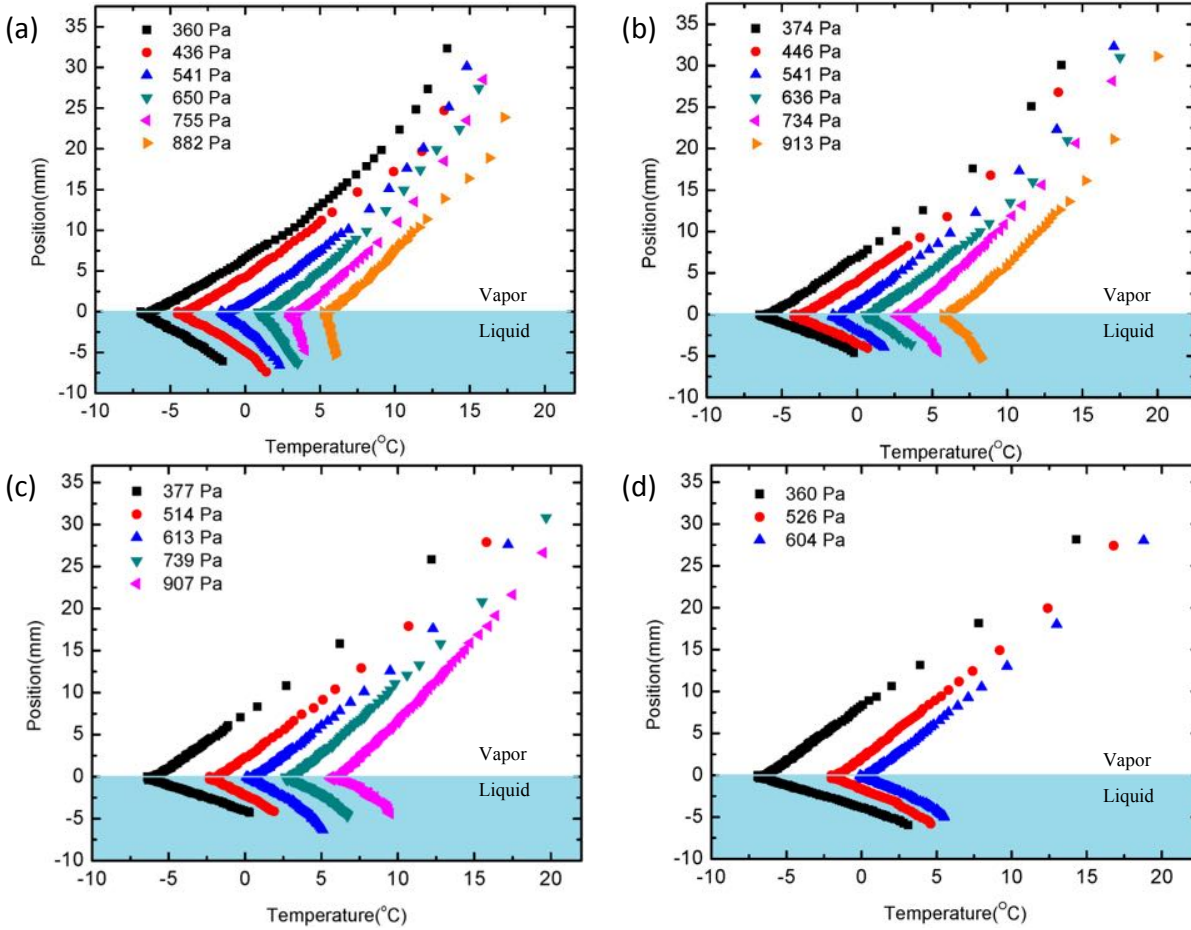 (a)
360 Pa
436 Pa
541 Pa
650 Pa
755 Pa
882 Pa
35
30
25
20
15
10
5
0
-5
-10
Position(mm)
Vapor
Liquid
-10 -5 0 5 10 15 20
Temperature(°C)
(b)
374 Pa
446 Pa
541 Pa
636 Pa
734 Pa
913 Pa
35
30
25
20
15
10
5
0
-5
-10
Position(mm)
Vapor
Liquid
-10 -5 0 5 10 15 20
Temperature(°C)
(c)
377 Pa
514 Pa
613 Pa
739 Pa
907 Pa
35
30
25
20
15
10
5
0
-5
-10
Position(mm)
Vapor
Liquid
-10 -5 0 5 10 15 20
Temperature(°C)
(d)
360 Pa
526 Pa
604 Pa
35
30
25
20
15
10
5
0
-5
-10
Position(mm)
Vapor
Liquid
-10 -5 0 5 10 15 20
Temperature(°C)